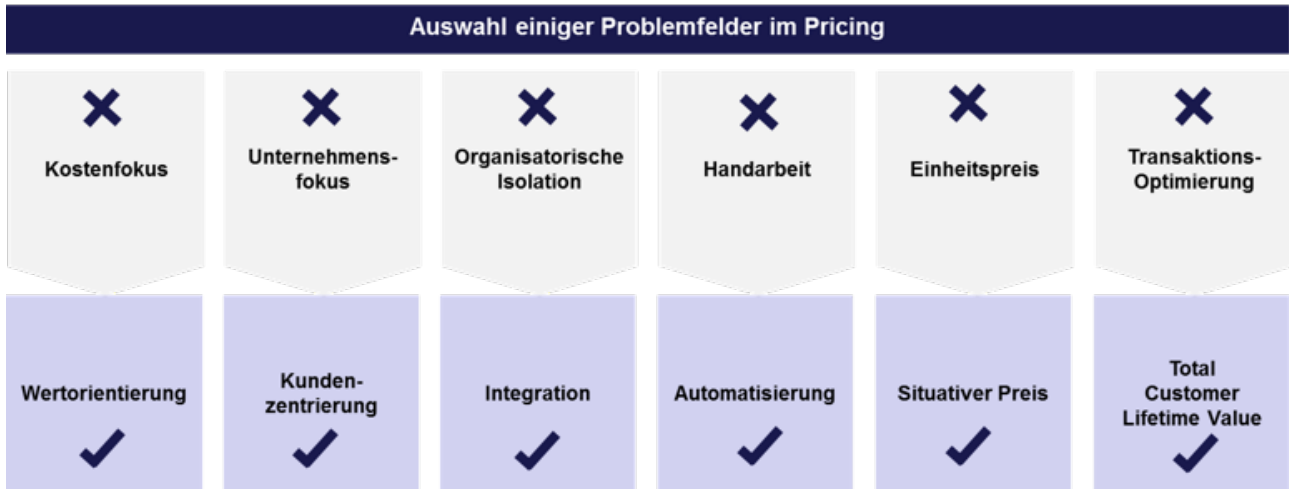 Auswahl einiger Problemfelder im Pricing
Kostenfokus
Unternehmens-
fokus
Organisatorische
Isolation
Handarbeit
Einheitspreis
Transaktions-
Optimierung
Wertorientierung
Kunden-
zentrierung
Integration
Automatisierung
Situativer Preis
Total
Customer
Lifetime Value